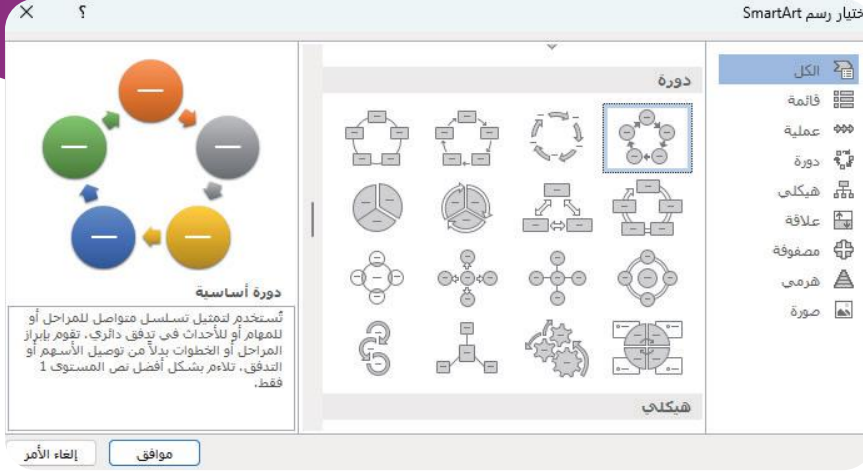 ختيار رسم SmartArt
؟
الكل
قائمة
عملية
دورة
هيكلي
علاقة
مصفوفة
هرمي
صورة
دورة
هيكلي
دورة أساسية
تُستخدم لتمثيل تسلسل متواصل للمراحل أو
للمهام أو للأحداث في تدفق دائري. تقوم بإبراز
المراحل أو الخطوات بدلاً من توصيل الأسهم أو
التدفق. تلاءم بشكل أفضل نص المستوى 1
فقط.
موافق
إلغاء الأمر